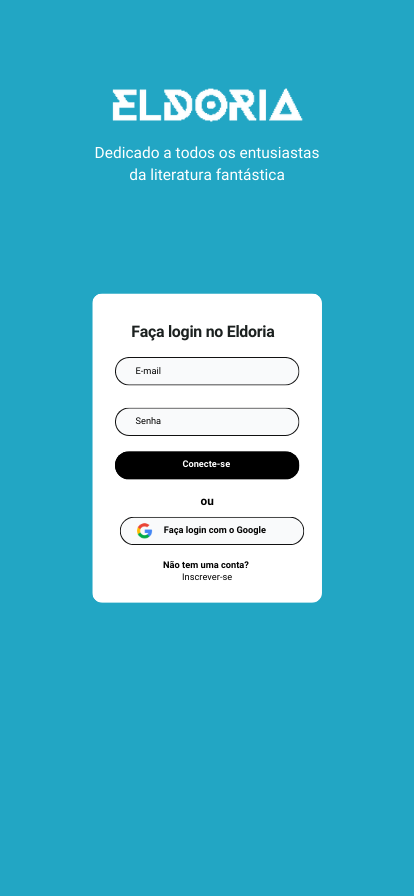 ELDORIA
Dedicado a todos os entusiastas
da literatura fantástica
Faça login no Eldoria
E-mail
Senha
Conecte-se
ou
Faça login com o Google
Não tem uma conta?
Inscrever-se